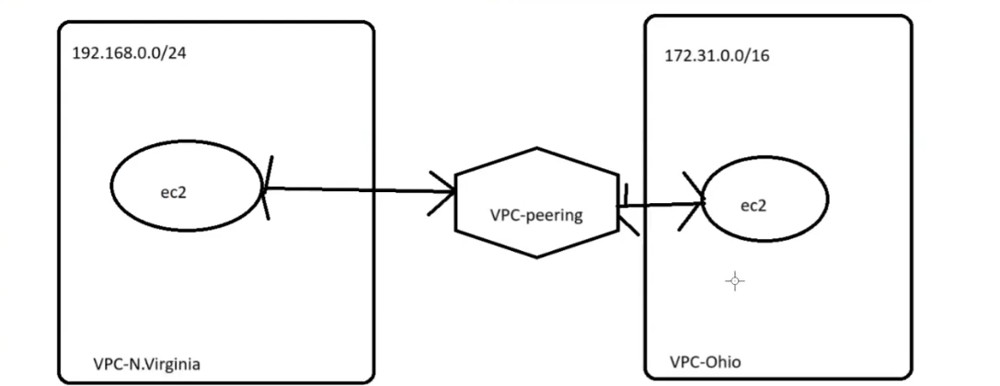 192.168.0.0/24
172.31.0.0/16
ec2
VPC-peering
ec2
VPC-N.Virginia
VPC-Ohio